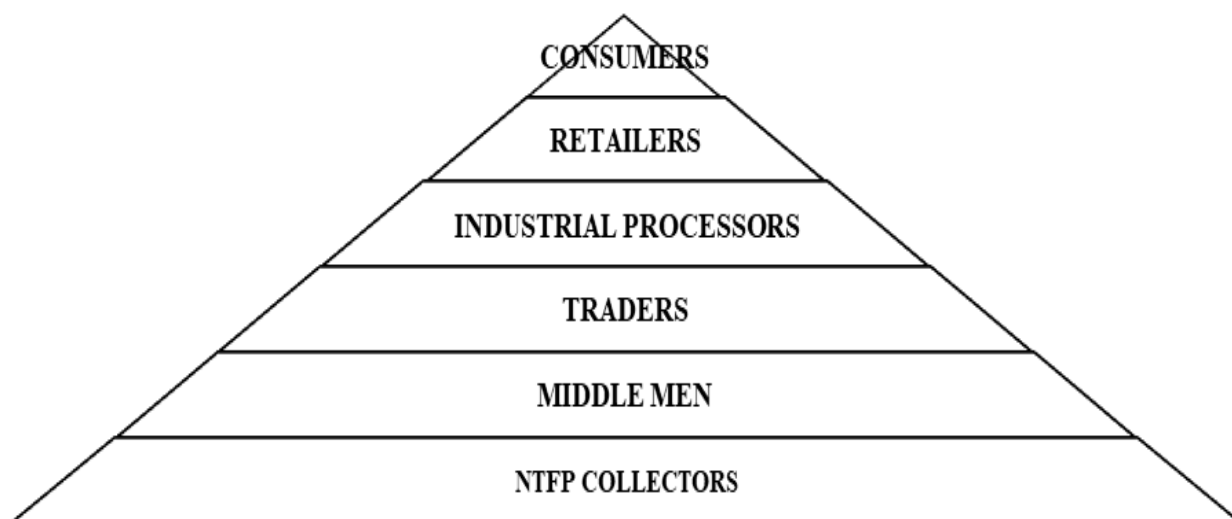 CONSUMERS
RETAILERS
INDUSTRIAL PROCESSORS
TRADERS
MIDDLE MEN
NTFP COLLECTORS